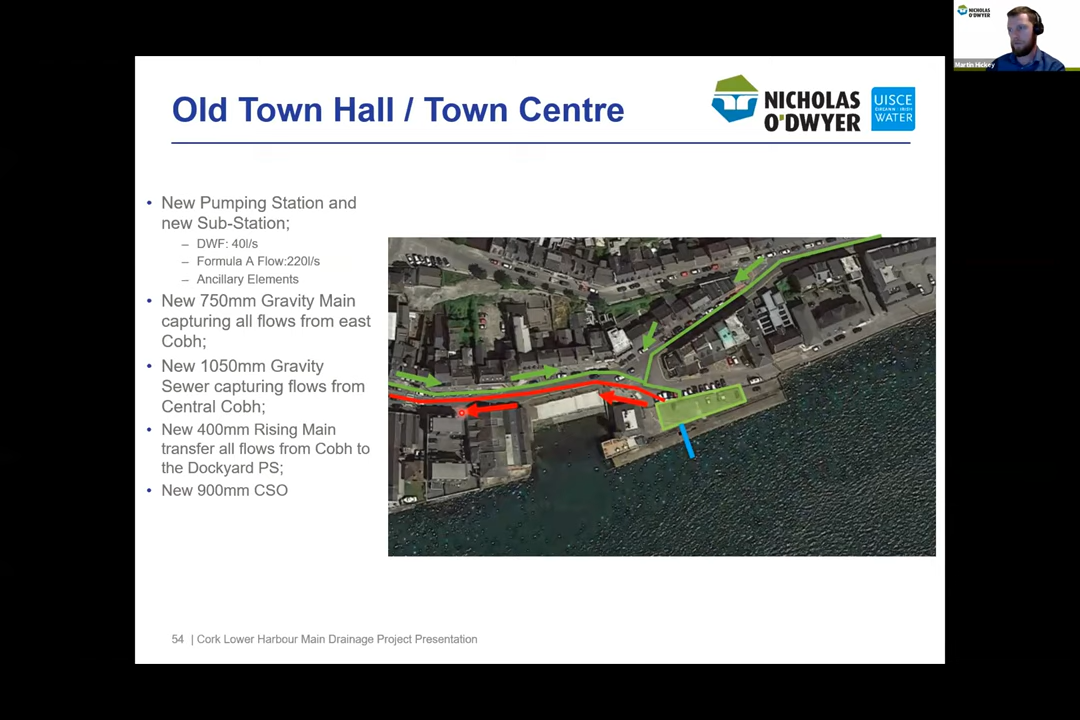 NICHOLAS
O'DWYER
Martin Hickey
Old Town Hall / Town Centre
NICHOLAS
O'DWYER
UISCE
ÉIREANN : IRISH
WATER
• New Pumping Station and
new Sub-Station;
– DWF: 40l/s
– Formula A Flow:220l/s
– Ancillary Elements
• New 750mm Gravity Main
capturing all flows from east
Cobh;
• New 1050mm Gravity
Sewer capturing flows from
Central Cobh;
• New 400mm Rising Main
transfer all flows from Cobh to
the Dockyard PS;
• New 900mm CSO
54 | Cork Lower Harbour Main Drainage Project Presentation